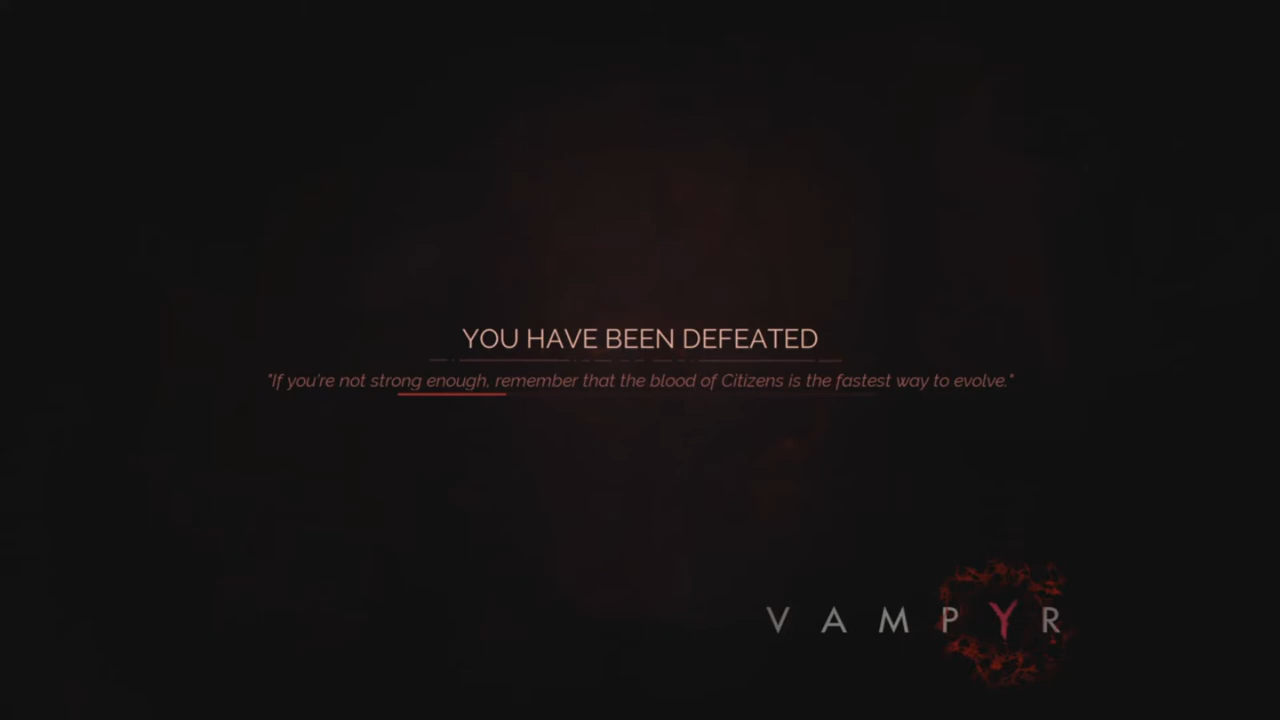 YOU HAVE BEEN DEFEATED
"If you're not strong enough, remember that the blood of Citizens is the fastest way to evolve."
VAMPYR